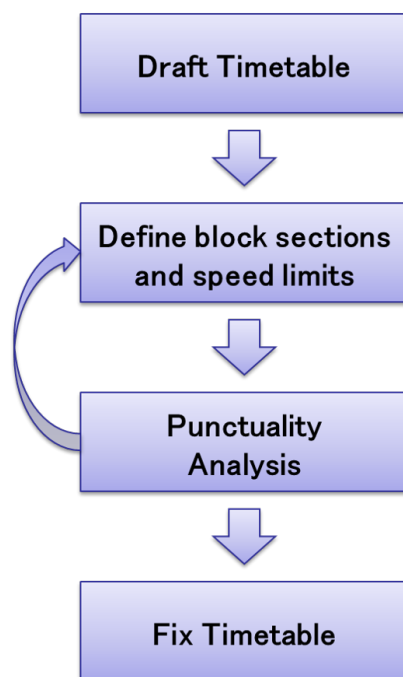 Draft Timetable
Define block sections
and speed limits
Punctuality
Analysis
Fix Timetable